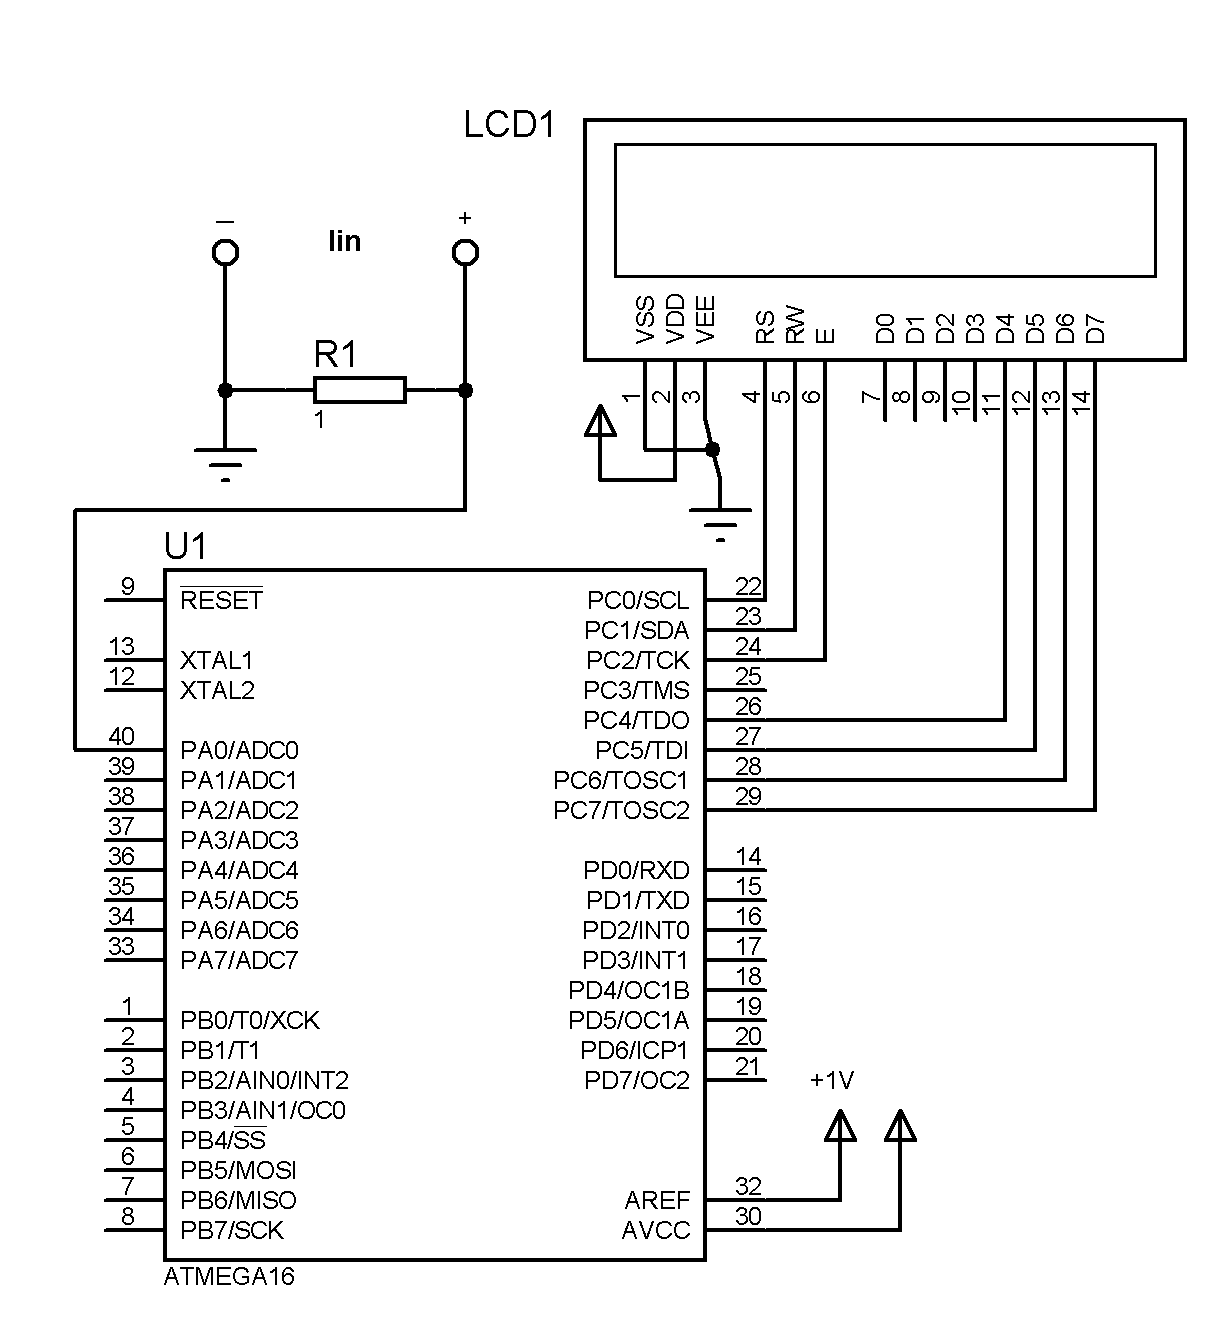 LCD1
− Iin +
R1
1
VSS VDD VEE RS RW E D0 D1 D2 D3 D4 D5 D6 D7
1 2 3 4 5 6 7 8 9 10 11 12 13 14
U1
9 RESET PC0/SCL 22
PC1/SDA 23
13 XTAL1 PC2/TCK 24
12 XTAL2 PC3/TMS 25
PC4/TDO 26
40 PA0/ADC0 PC5/TDI 27
39 PA1/ADC1 PC6/TOSC1 28
38 PA2/ADC2 PC7/TOSC2 29
37 PA3/ADC3
36 PA4/ADC4 PD0/RXD 14
35 PA5/ADC5 PD1/TXD 15
34 PA6/ADC6 PD2/INT0 16
33 PA7/ADC7 PD3/INT1 17
PD4/OC1B 18
1 PB0/T0/XCK PD5/OC1A 19
2 PB1/T1 PD6/ICP1 20
3 PB2/AIN0/INT2 PD7/OC2 21
+1V
4 PB3/AIN1/OC0
5 PB4/SS
6 PB5/MOSI
7 PB6/MISO AREF 32
8 PB7/SCK AVCC 30
ATMEGA16